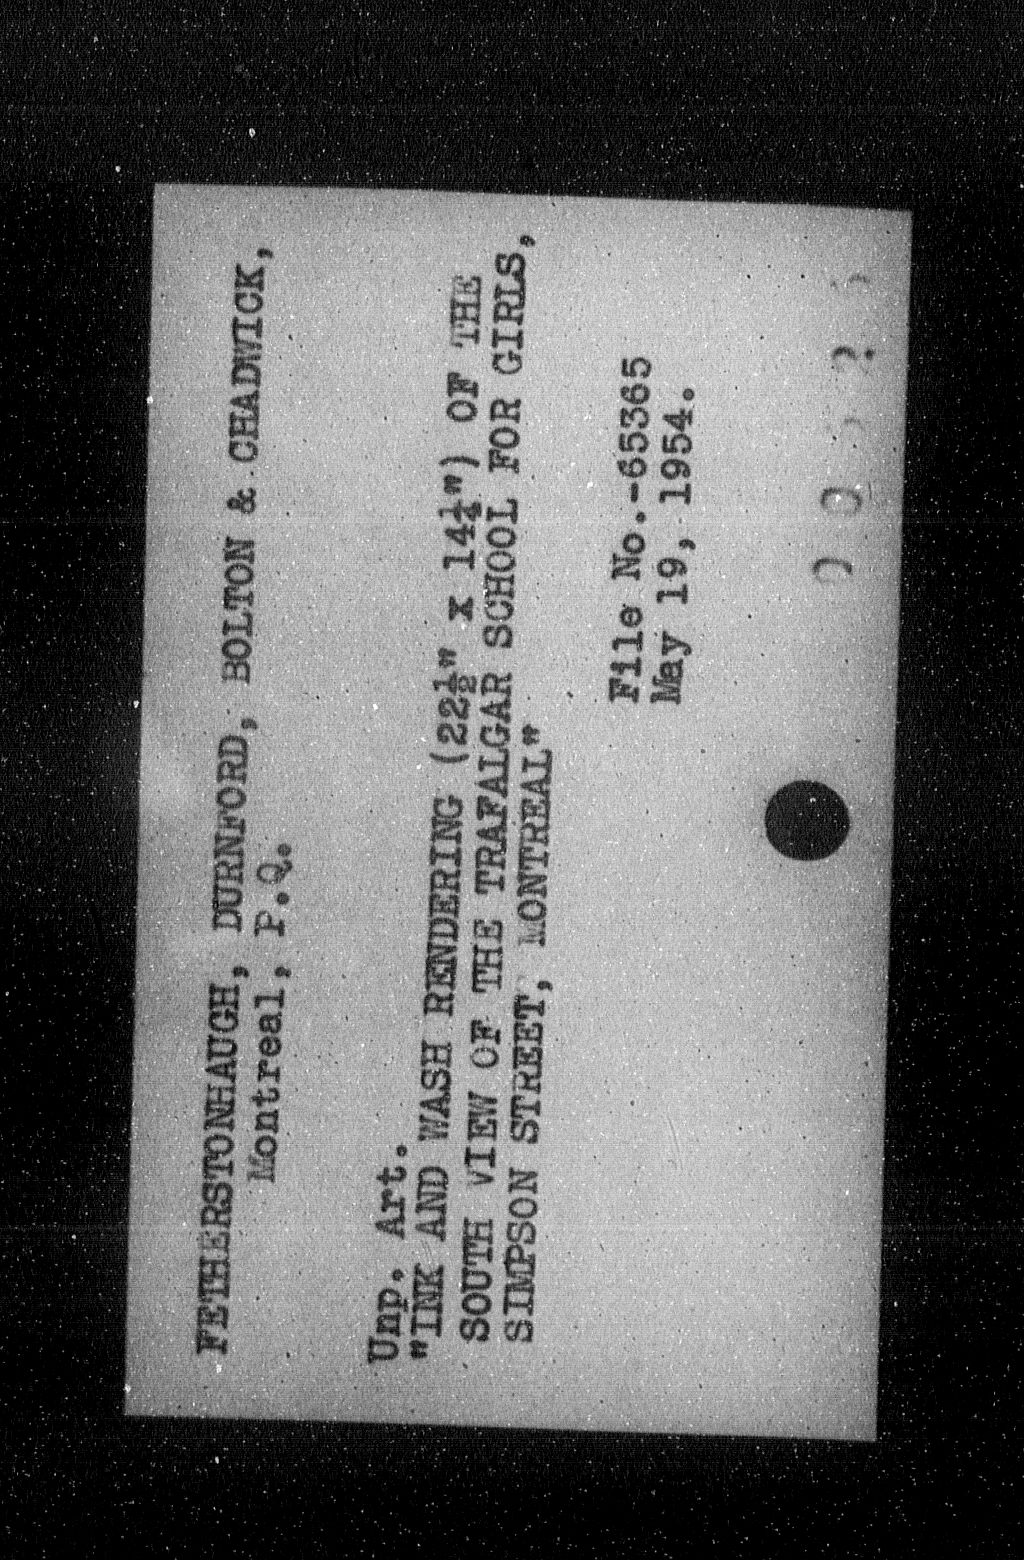 FETHERSTONHAUGH, DURNFORD, BOLTON & CHADWICK,
Montreal, P.Q.
Unp. Art.
"INK AND WASH RENDERING (22½" x 14¼") OF THE
SOUTH VIEW OF THE TRAFALGAR SCHOOL FOR GIRLS,
SIMPSON STREET, MONTREAL"
File No.-65365
May 19, 1954.